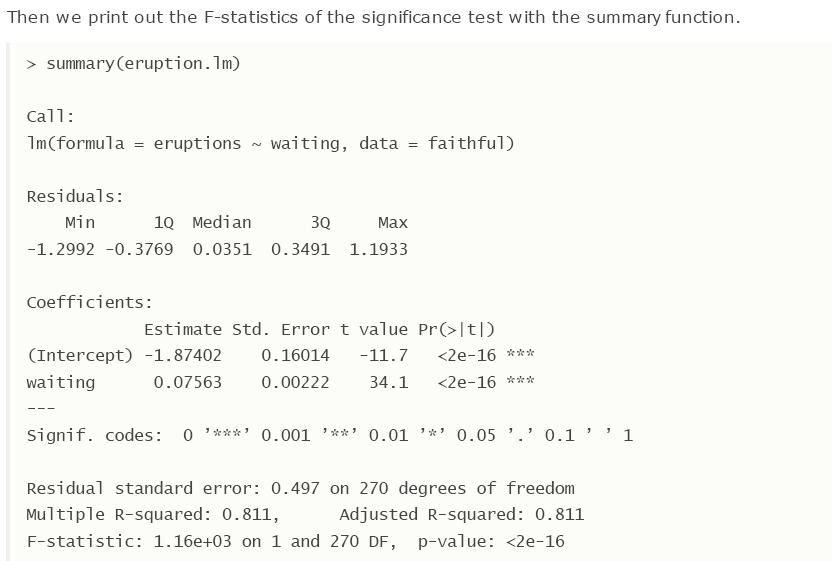 Then we print out the F-statistics of the significance test with the summary function.
> summary(eruption.lm)
Call:
lm(formula = eruptions ~ waiting, data = faithful)
Residuals:
    Min      1Q  Median      3Q     Max
-1.2992 -0.3769  0.0351  0.3491  1.1933
Coefficients:
            Estimate Std. Error t value Pr(>|t|)
(Intercept) -1.87402    0.16014   -11.7   <2e-16 ***
waiting      0.07563    0.00222    34.1   <2e-16 ***
---
Signif. codes:  0 ’***’ 0.001 ’**’ 0.01 ’*’ 0.05 ’.’ 0.1 ’ ’ 1
Residual standard error: 0.497 on 270 degrees of freedom
Multiple R-squared: 0.811,      Adjusted R-squared: 0.811
F-statistic: 1.16e+03 on 1 and 270 DF,  p-value: <2e-16